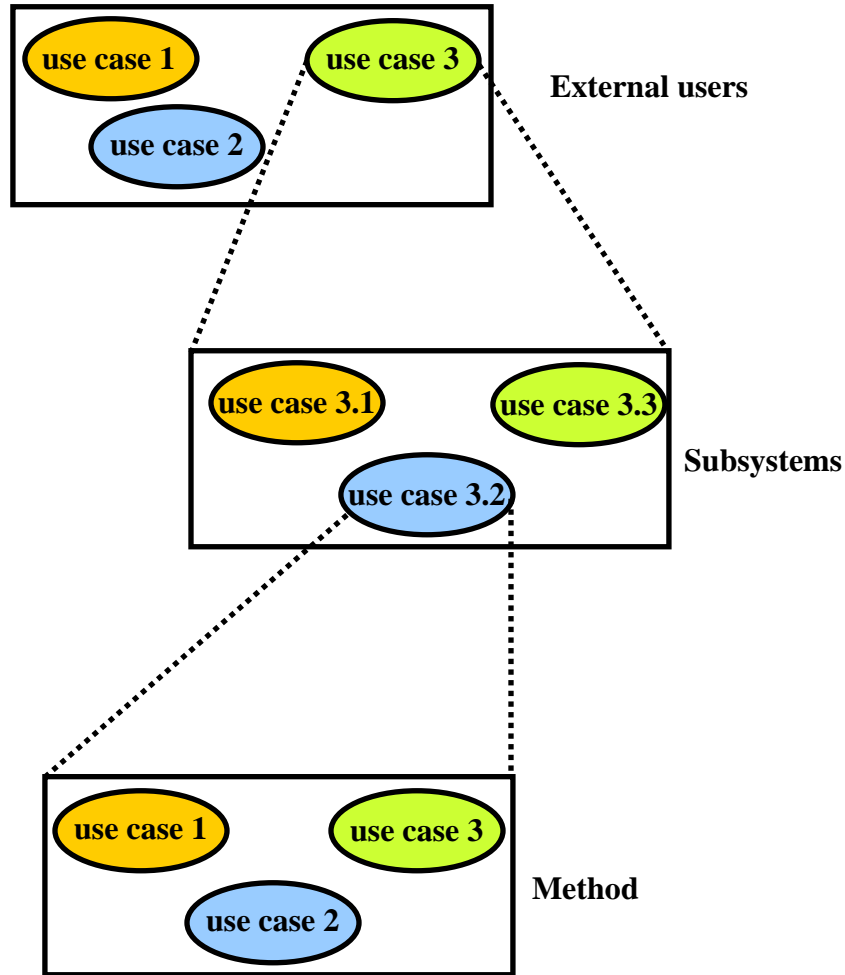 use case 1
use case 3
External users
use case 2
use case 3.1
use case 3.3
Subsystems
use case 3.2
use case 1
use case 3
Method
use case 2